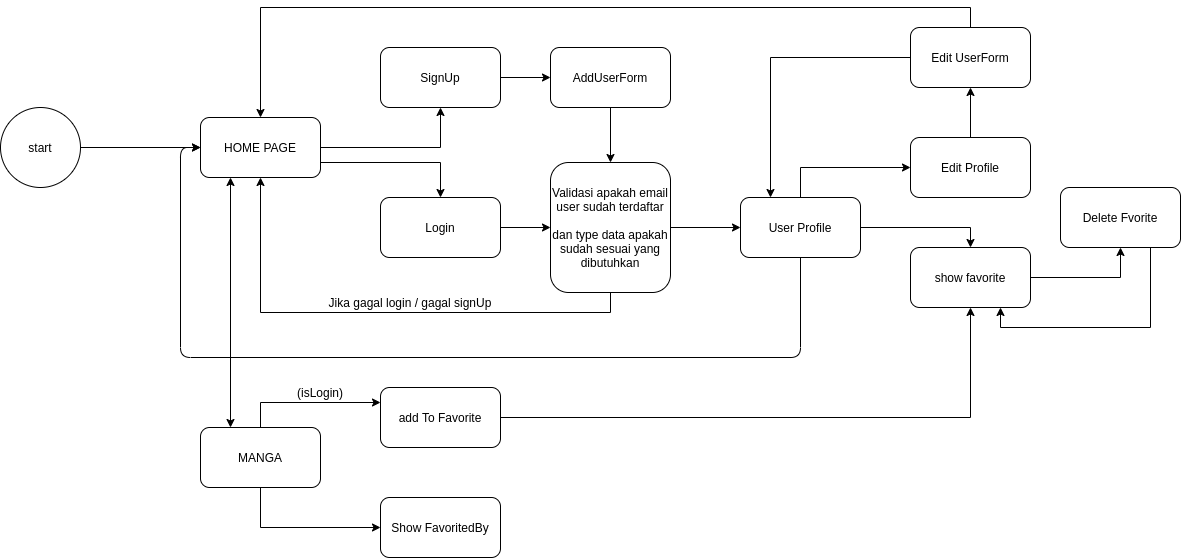 Edit UserForm
SignUp
AddUserForm
start
HOME PAGE
Edit Profile
Validasi apakah email
user sudah terdaftar
dan type data apakah
sudah sesuai yang
dibutuhkan
Login
User Profile
Delete Fvorite
show favorite
Jika gagal login / gagal signUp
(isLogin)
add To Favorite
MANGA
Show FavoritedBy